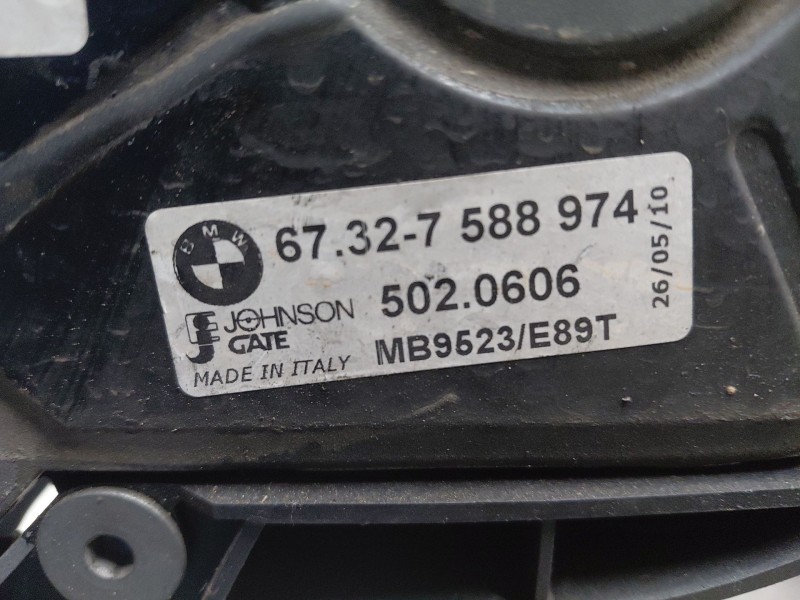 BMW
67.32-7 588 974
JOHNSON
GATE
502.0606
MADE IN ITALY
MB9523/E89T
26/05/10